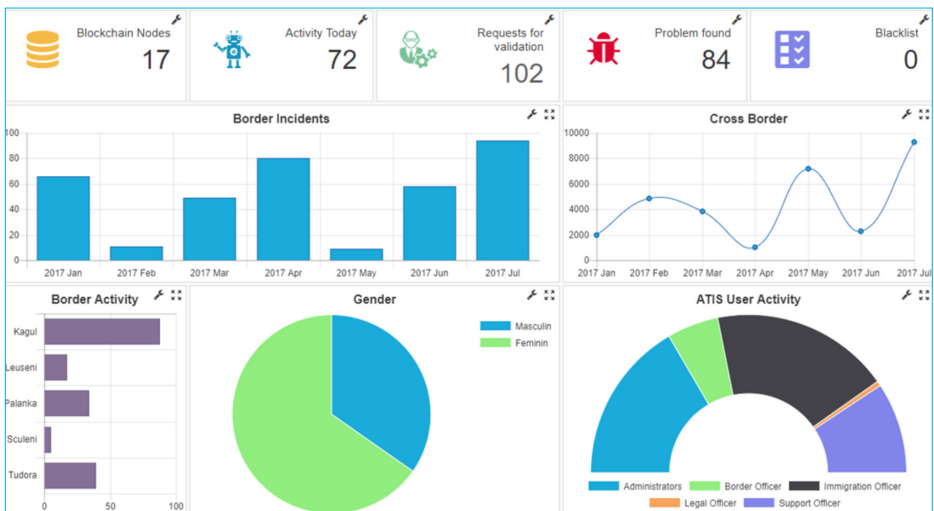 Blockchain Nodes
17
Activity Today
72
Requests for
validation
102
Problem found
84
Blacklist
0
Border Incidents
100
80
60
40
20
0
2017 Jan
2017 Feb
2017 Mar
2017 Apr
2017 May
2017 Jun
2017 Jul
Cross Border
10000
8000
6000
4000
2000
0
2017 Jan
2017 Feb
2017 Mar
2017 Apr
2017 May
2017 Jun
2017 Jul
Border Activity
Kagul
Leuseni
Palanka
Sculeni
Tudora
0
50
100
Gender
Masculin
Feminin
ATIS User Activity
Administrators
Border Officer
Immigration Officer
Legal Officer
Support Officer